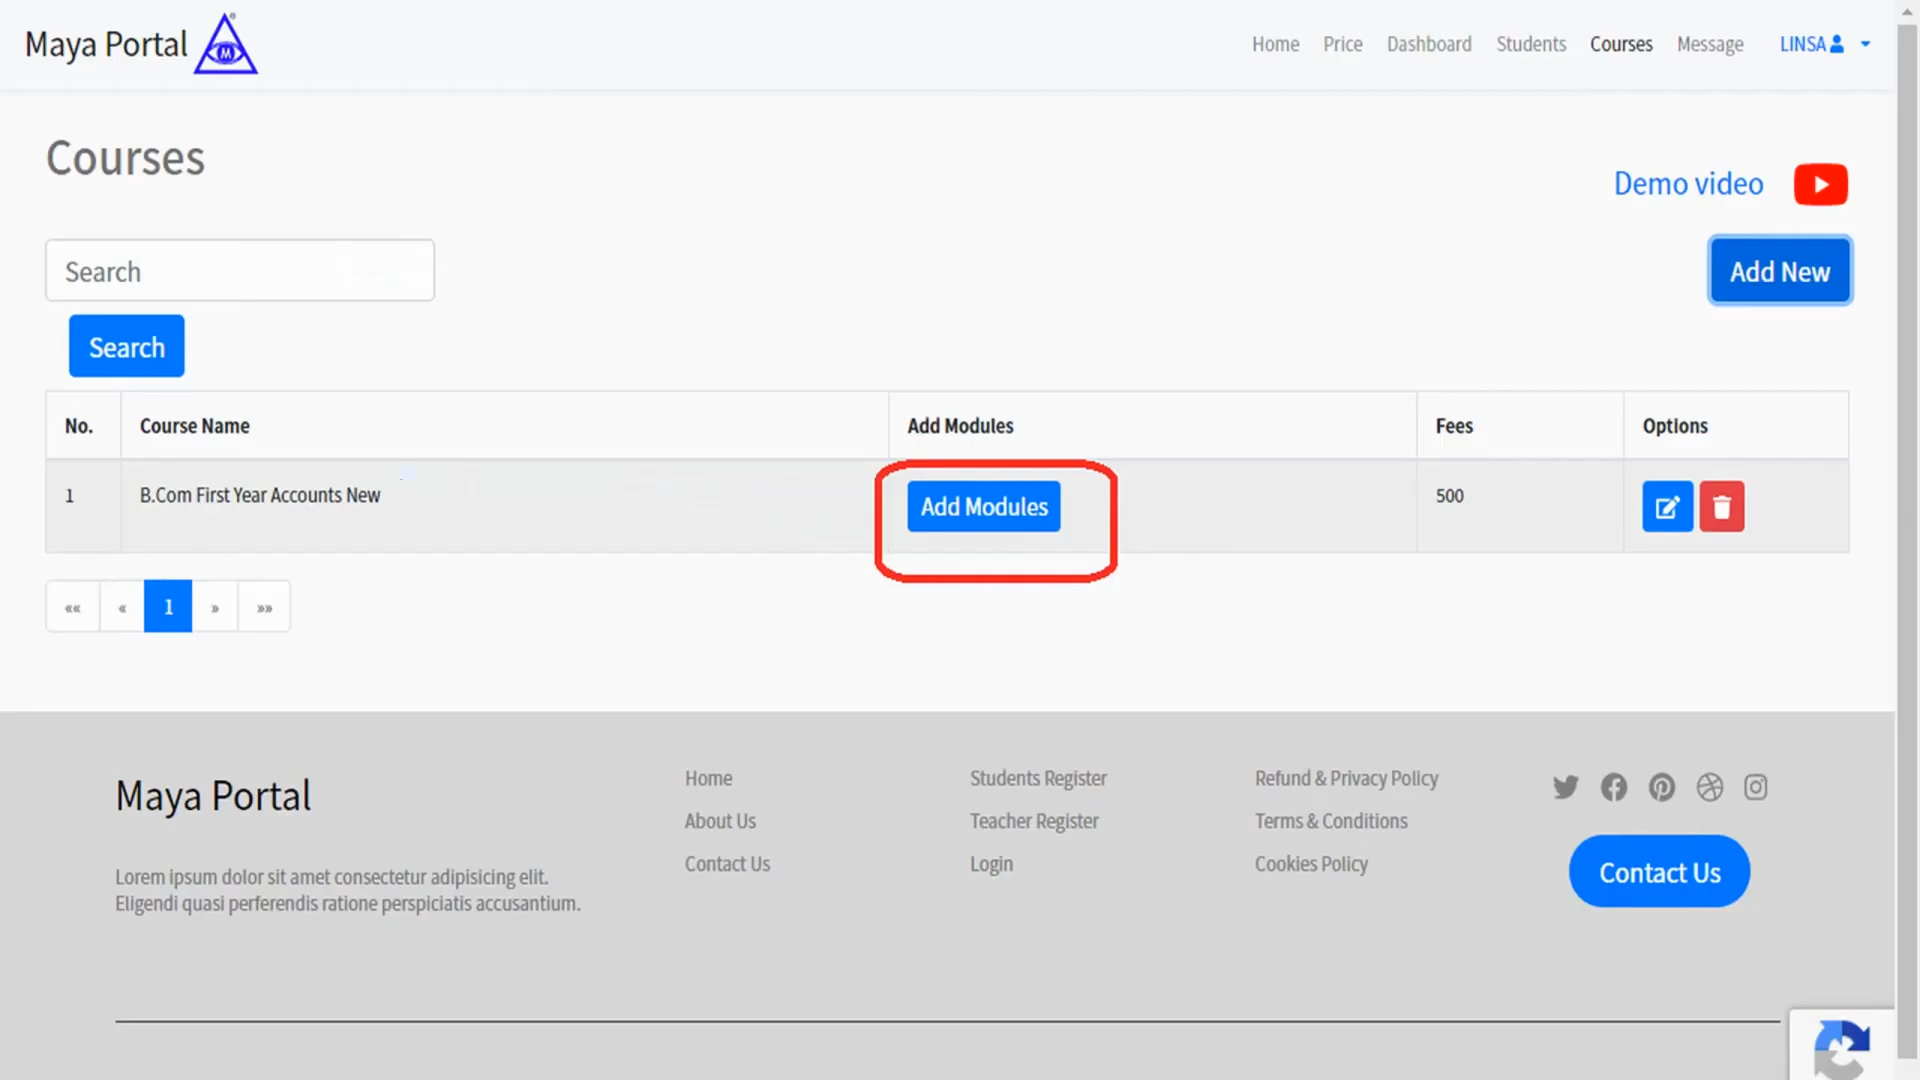 Maya Portal
M
Home Price Dashboard Students Courses Message LINSA
Courses
Demo video
Search
Add New
Search
No. Course Name Add Modules Fees Options
1 B.Com First Year Accounts New Add Modules 500
«« « 1 » »»
Maya Portal
Lorem ipsum dolor sit amet consectetur adipisicing elit.
Eligendi quasi perferendis ratione perspiciatis accusantium.
Home
About Us
Contact Us
Students Register
Teacher Register
Login
Refund & Privacy Policy
Terms & Conditions
Cookies Policy
Contact Us